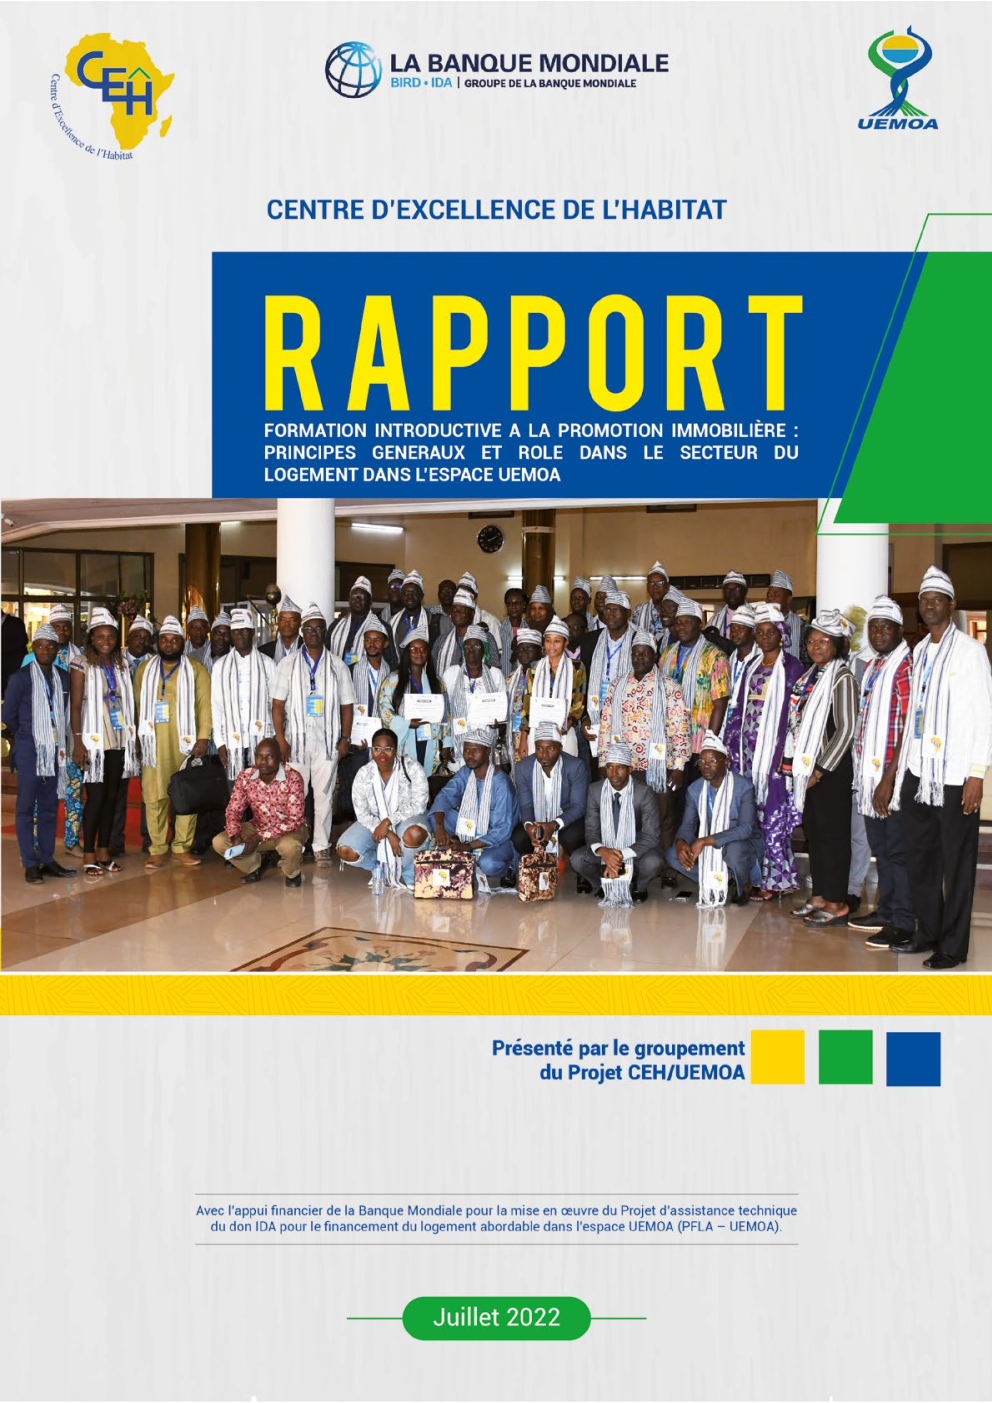 CEH
Centre d'Excellence de l'Habitat
LA BANQUE MONDIALE
BIRD • IDA | GROUPE DE LA BANQUE MONDIALE
UEMOA
CENTRE D'EXCELLENCE DE L'HABITAT
RAPPORT
FORMATION INTRODUCTIVE A LA PROMOTION IMMOBILIÈRE :
PRINCIPES GENERAUX ET ROLE DANS LE SECTEUR DU
LOGEMENT DANS L'ESPACE UEMOA
Présenté par le groupement
du Projet CEH/UEMOA
Avec l'appui financier de la Banque Mondiale pour la mise en œuvre du Projet d'assistance technique
du don IDA pour le financement du logement abordable dans l'espace UEMOA (PFLA – UEMOA).
Juillet 2022